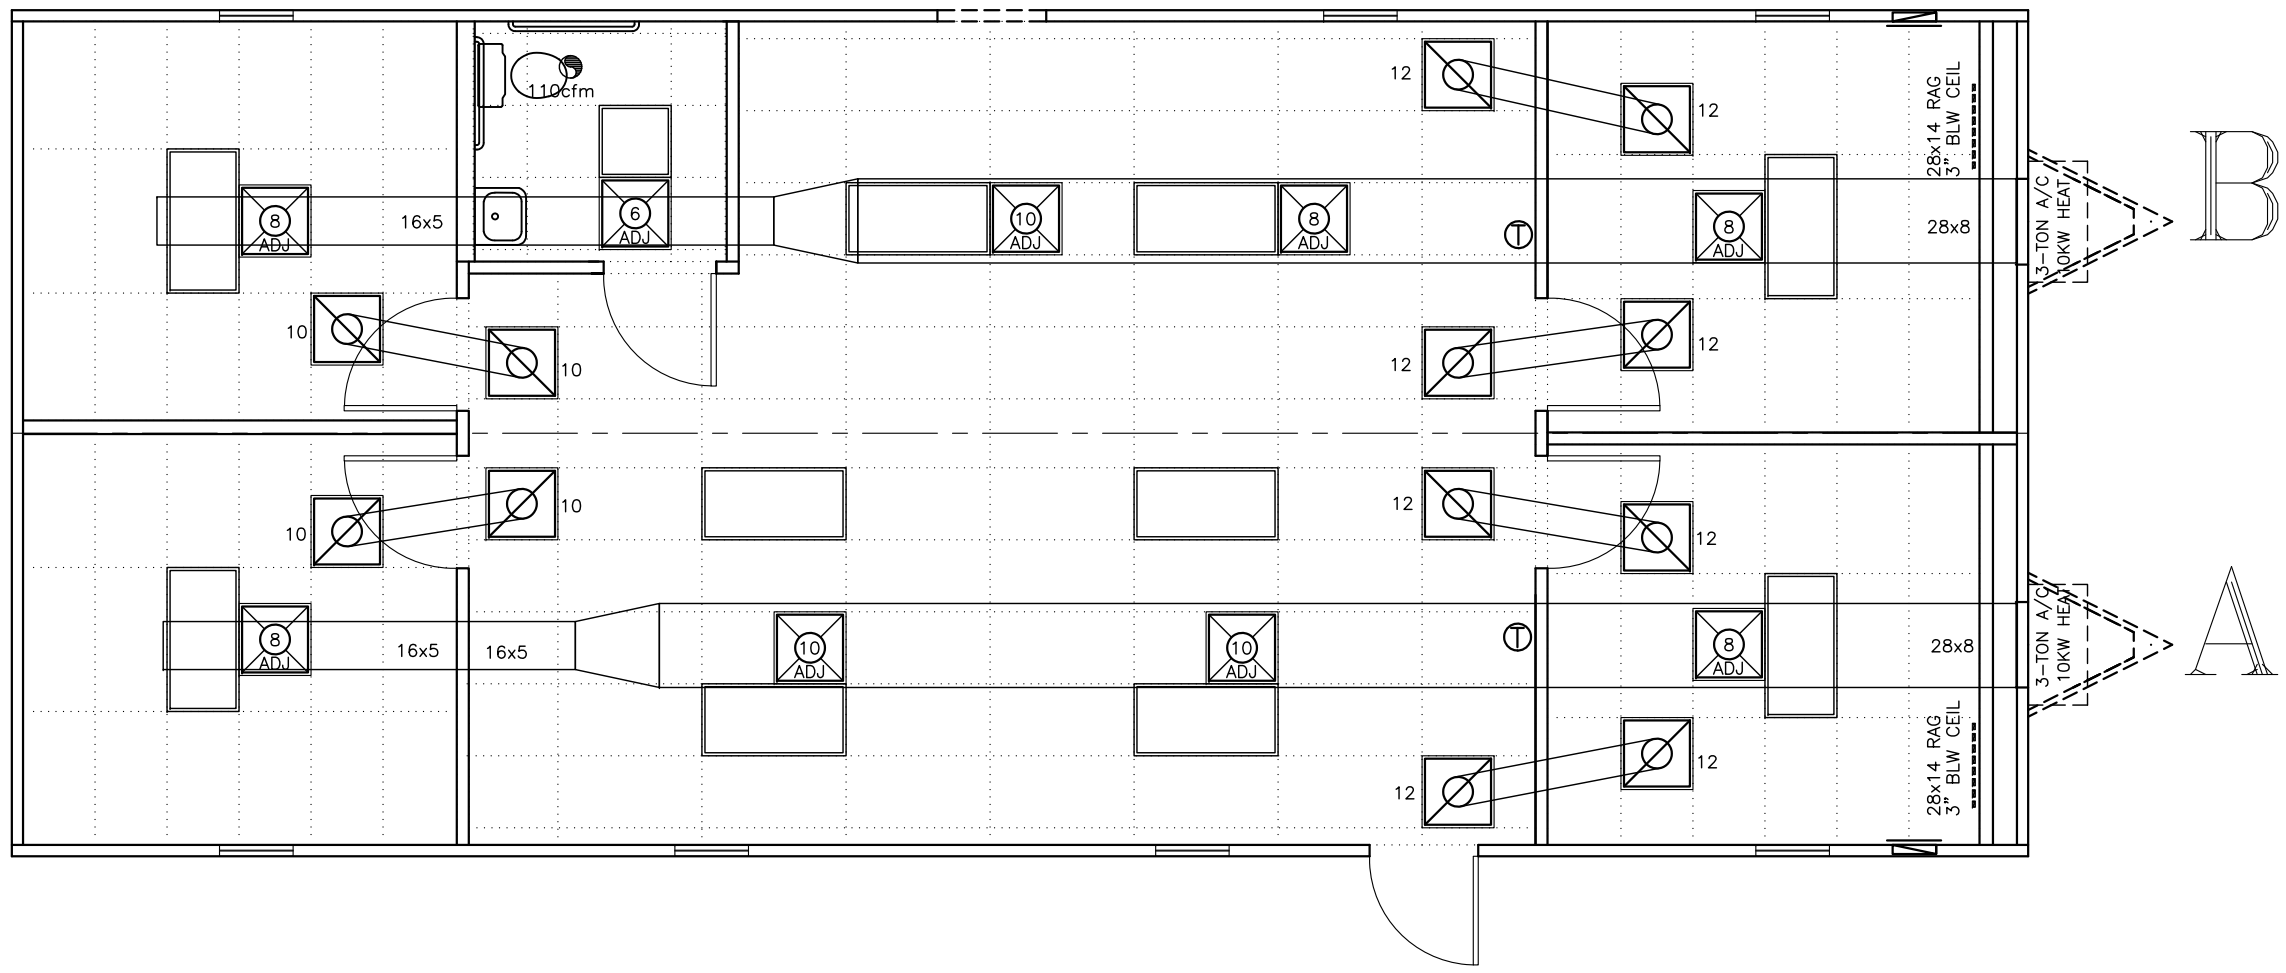 110cfm
12
12
28x14 RAG
3" BLW CEIL
B
8
ADJ
16x5
6
ADJ
10
ADJ
8
ADJ
T
8
ADJ
28x8
3-TON A/C
10KW HEAT
10
10
12
12
10
10
12
12
8
ADJ
16x5
16x5
10
ADJ
10
ADJ
T
8
ADJ
28x8
3-TON A/C
10KW HEAT
A
12
12
28x14 RAG
3" BLW CEIL